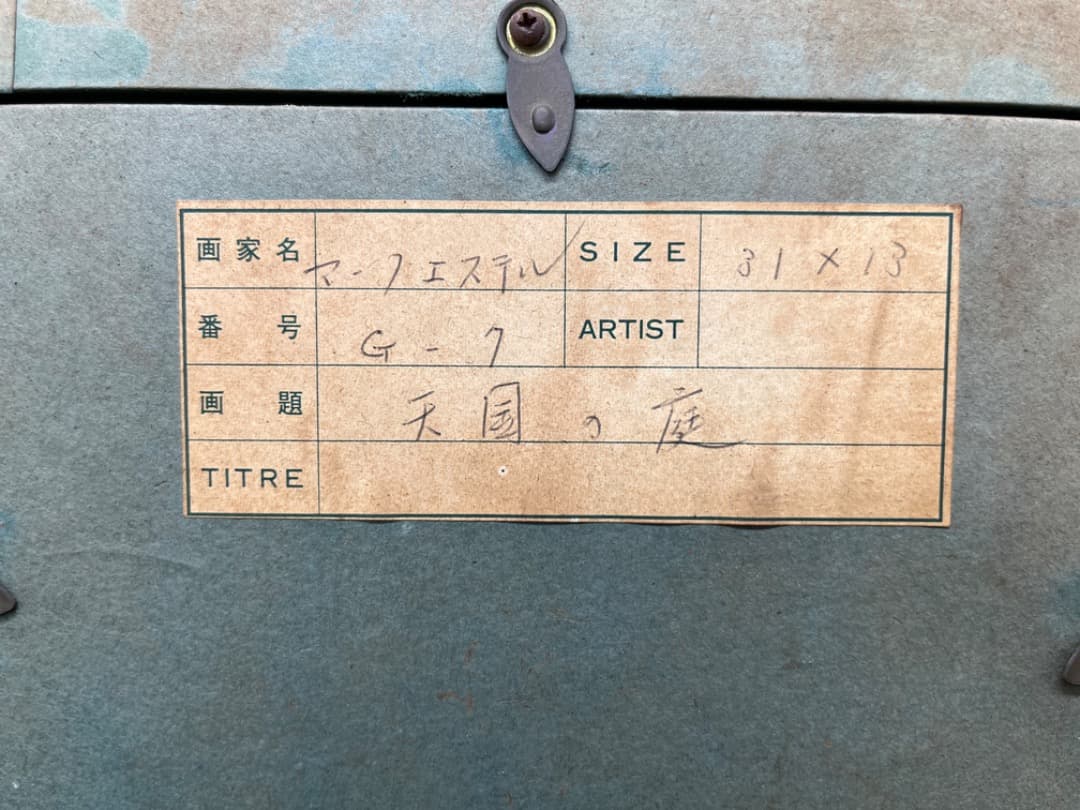 画家名 マークエステル SIZE 31×13
番号 G-7 ARTIST
画題 天国の庭
TITRE